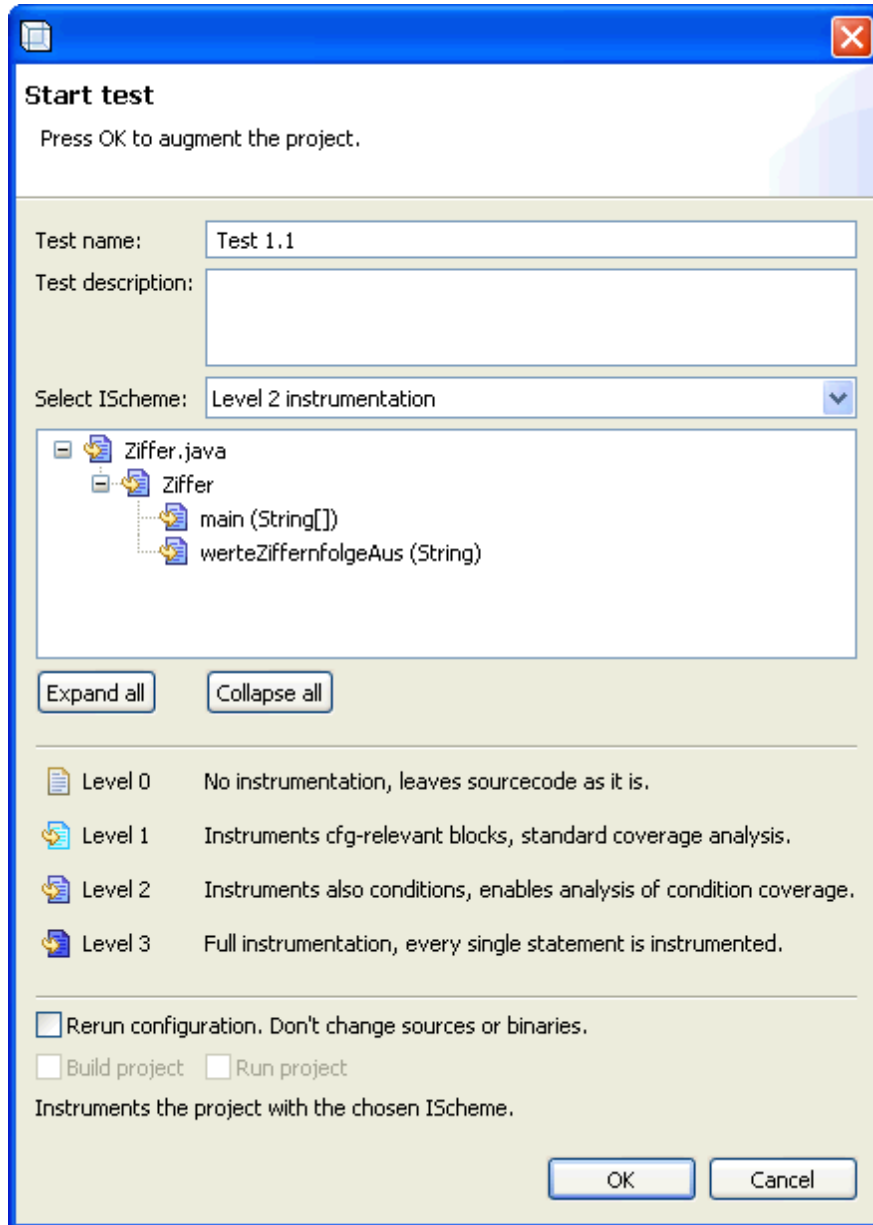 Start test
Press OK to augment the project.
Test name: Test 1.1
Test description:
Select IScheme: Level 2 instrumentation
Ziffer.java
Ziffer
main (String[])
werteZiffernfolgeAus (String)
Expand all Collapse all
Level 0 No instrumentation, leaves sourcecode as it is.
Level 1 Instruments cfg-relevant blocks, standard coverage analysis.
Level 2 Instruments also conditions, enables analysis of condition coverage.
Level 3 Full instrumentation, every single statement is instrumented.
Rerun configuration. Don't change sources or binaries.
Build project Run project
Instruments the project with the chosen IScheme.
OK Cancel